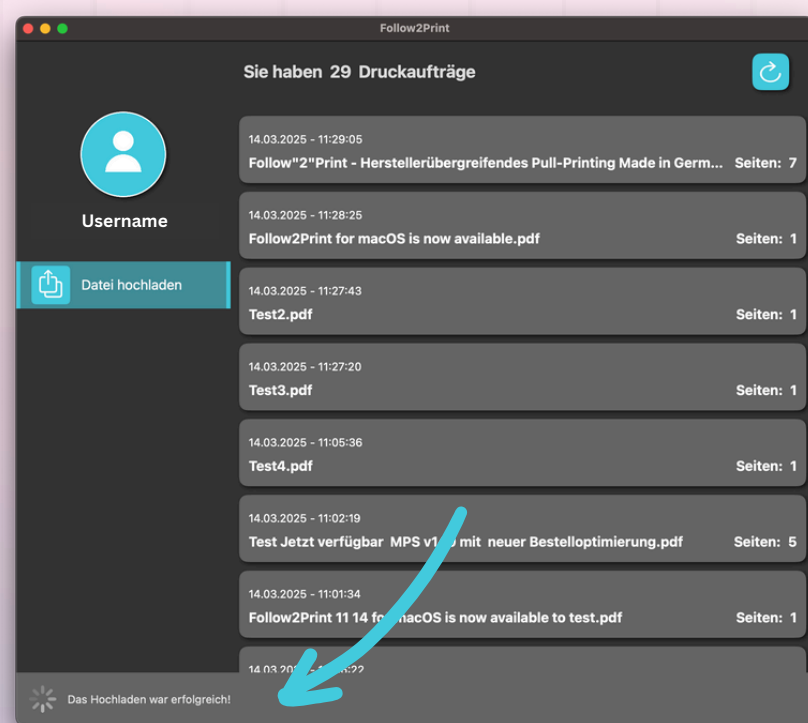 Follow2Print
Sie haben 29 Druckaufträge
Username
Datei hochladen
14.03.2025 - 11:29:05
Follow"2"Print - Herstellerübergreifendes Pull-Printing Made in Germ... Seiten: 7
14.03.2025 - 11:28:25
Follow2Print for macOS is now available.pdf Seiten: 1
14.03.2025 - 11:27:43
Test2.pdf Seiten: 1
14.03.2025 - 11:27:20
Test3.pdf Seiten: 1
14.03.2025 - 11:05:36
Test4.pdf Seiten: 1
14.03.2025 - 11:02:19
Test Jetzt verfügbar MPS mit neuer Bestelloptimierung.pdf Seiten: 5
14.03.2025 - 11:01:34
Follow2Print 11 14 for macOS is now available to test.pdf Seiten: 1
Das Hochladen war erfolgreich!